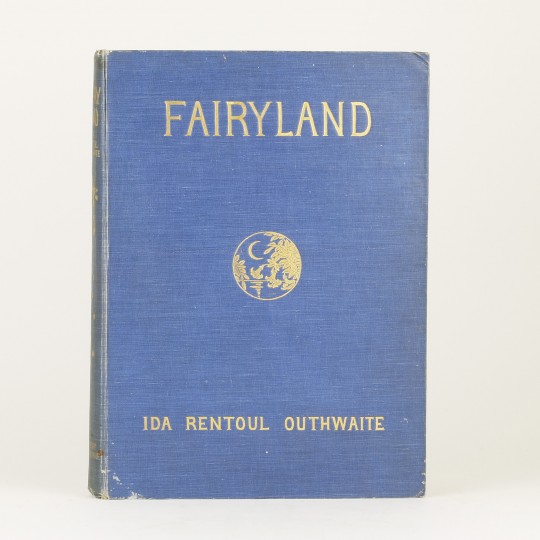 FAIRYLAND
IDA RENTOUL OUTHWAITE